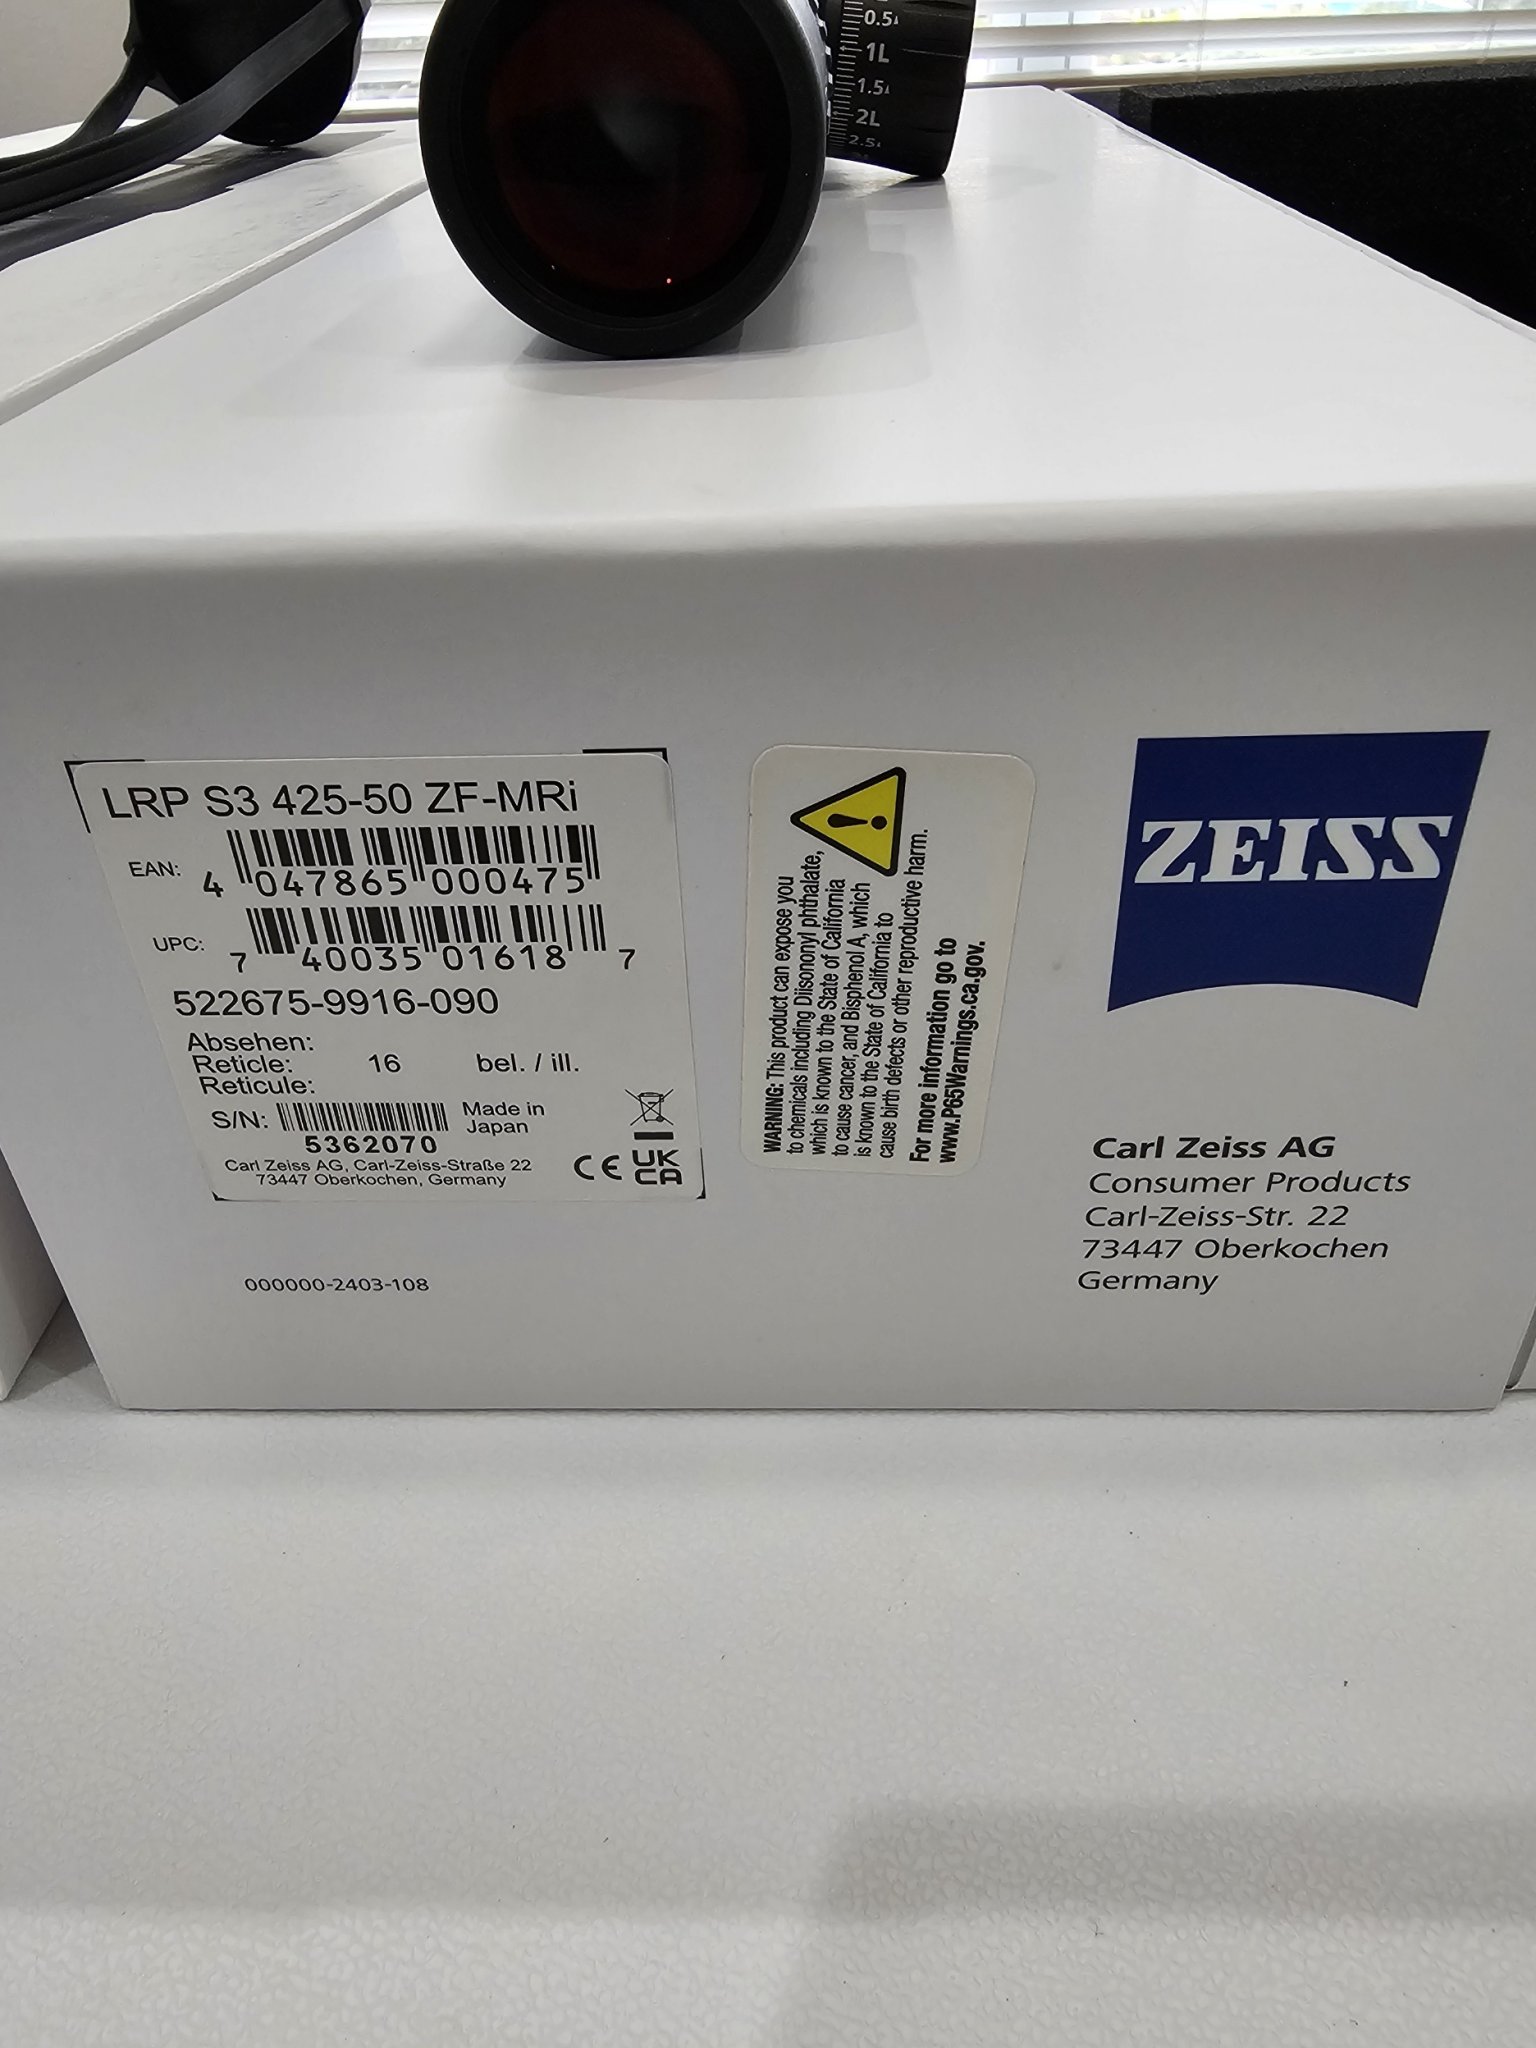 0.5
1L
1.5
2L
2.5
LRP S3 425-50 ZF-MRi
EAN: 4 047865 000475
UPC: 7 40035 01618 7
522675-9916-090
Absehen:
Reticle: 16 bel. / ill.
Reticule:
S/N: Made in
Japan
5362070
Carl Zeiss AG, Carl-Zeiss-Straße 22
73447 Oberkochen, Germany
CE UK
CA
000000-2403-108
WARNING: This product can expose you
to chemicals including Diisononyl phthalate,
which is known to the State of California
to cause cancer, and Bisphenol A, which
is known to the State of California to
cause birth defects or other reproductive harm.
For more information go to
www.P65Warnings.ca.gov.
ZEISS
Carl Zeiss AG
Consumer Products
Carl-Zeiss-Str. 22
73447 Oberkochen
Germany